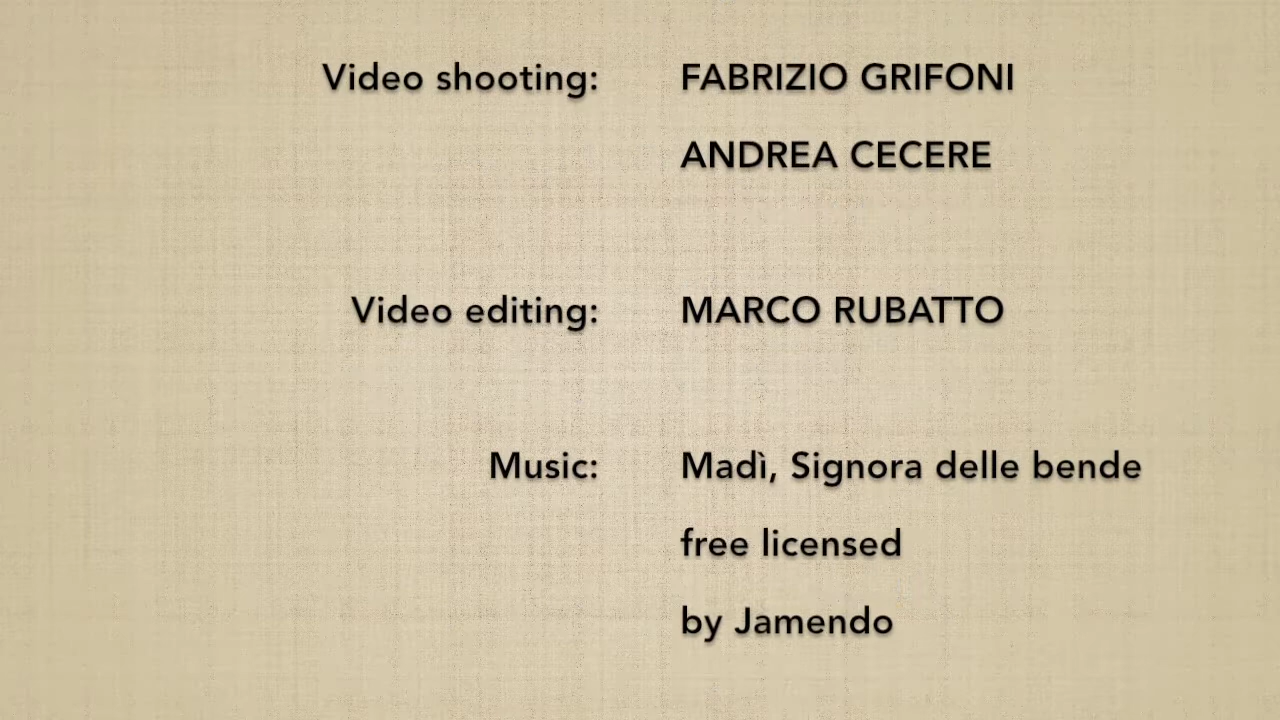 Video shooting: FABRIZIO GRIFONI
ANDREA CECERE
Video editing: MARCO RUBATTO
Music: Madì, Signora delle bende
free licensed
by Jamendo